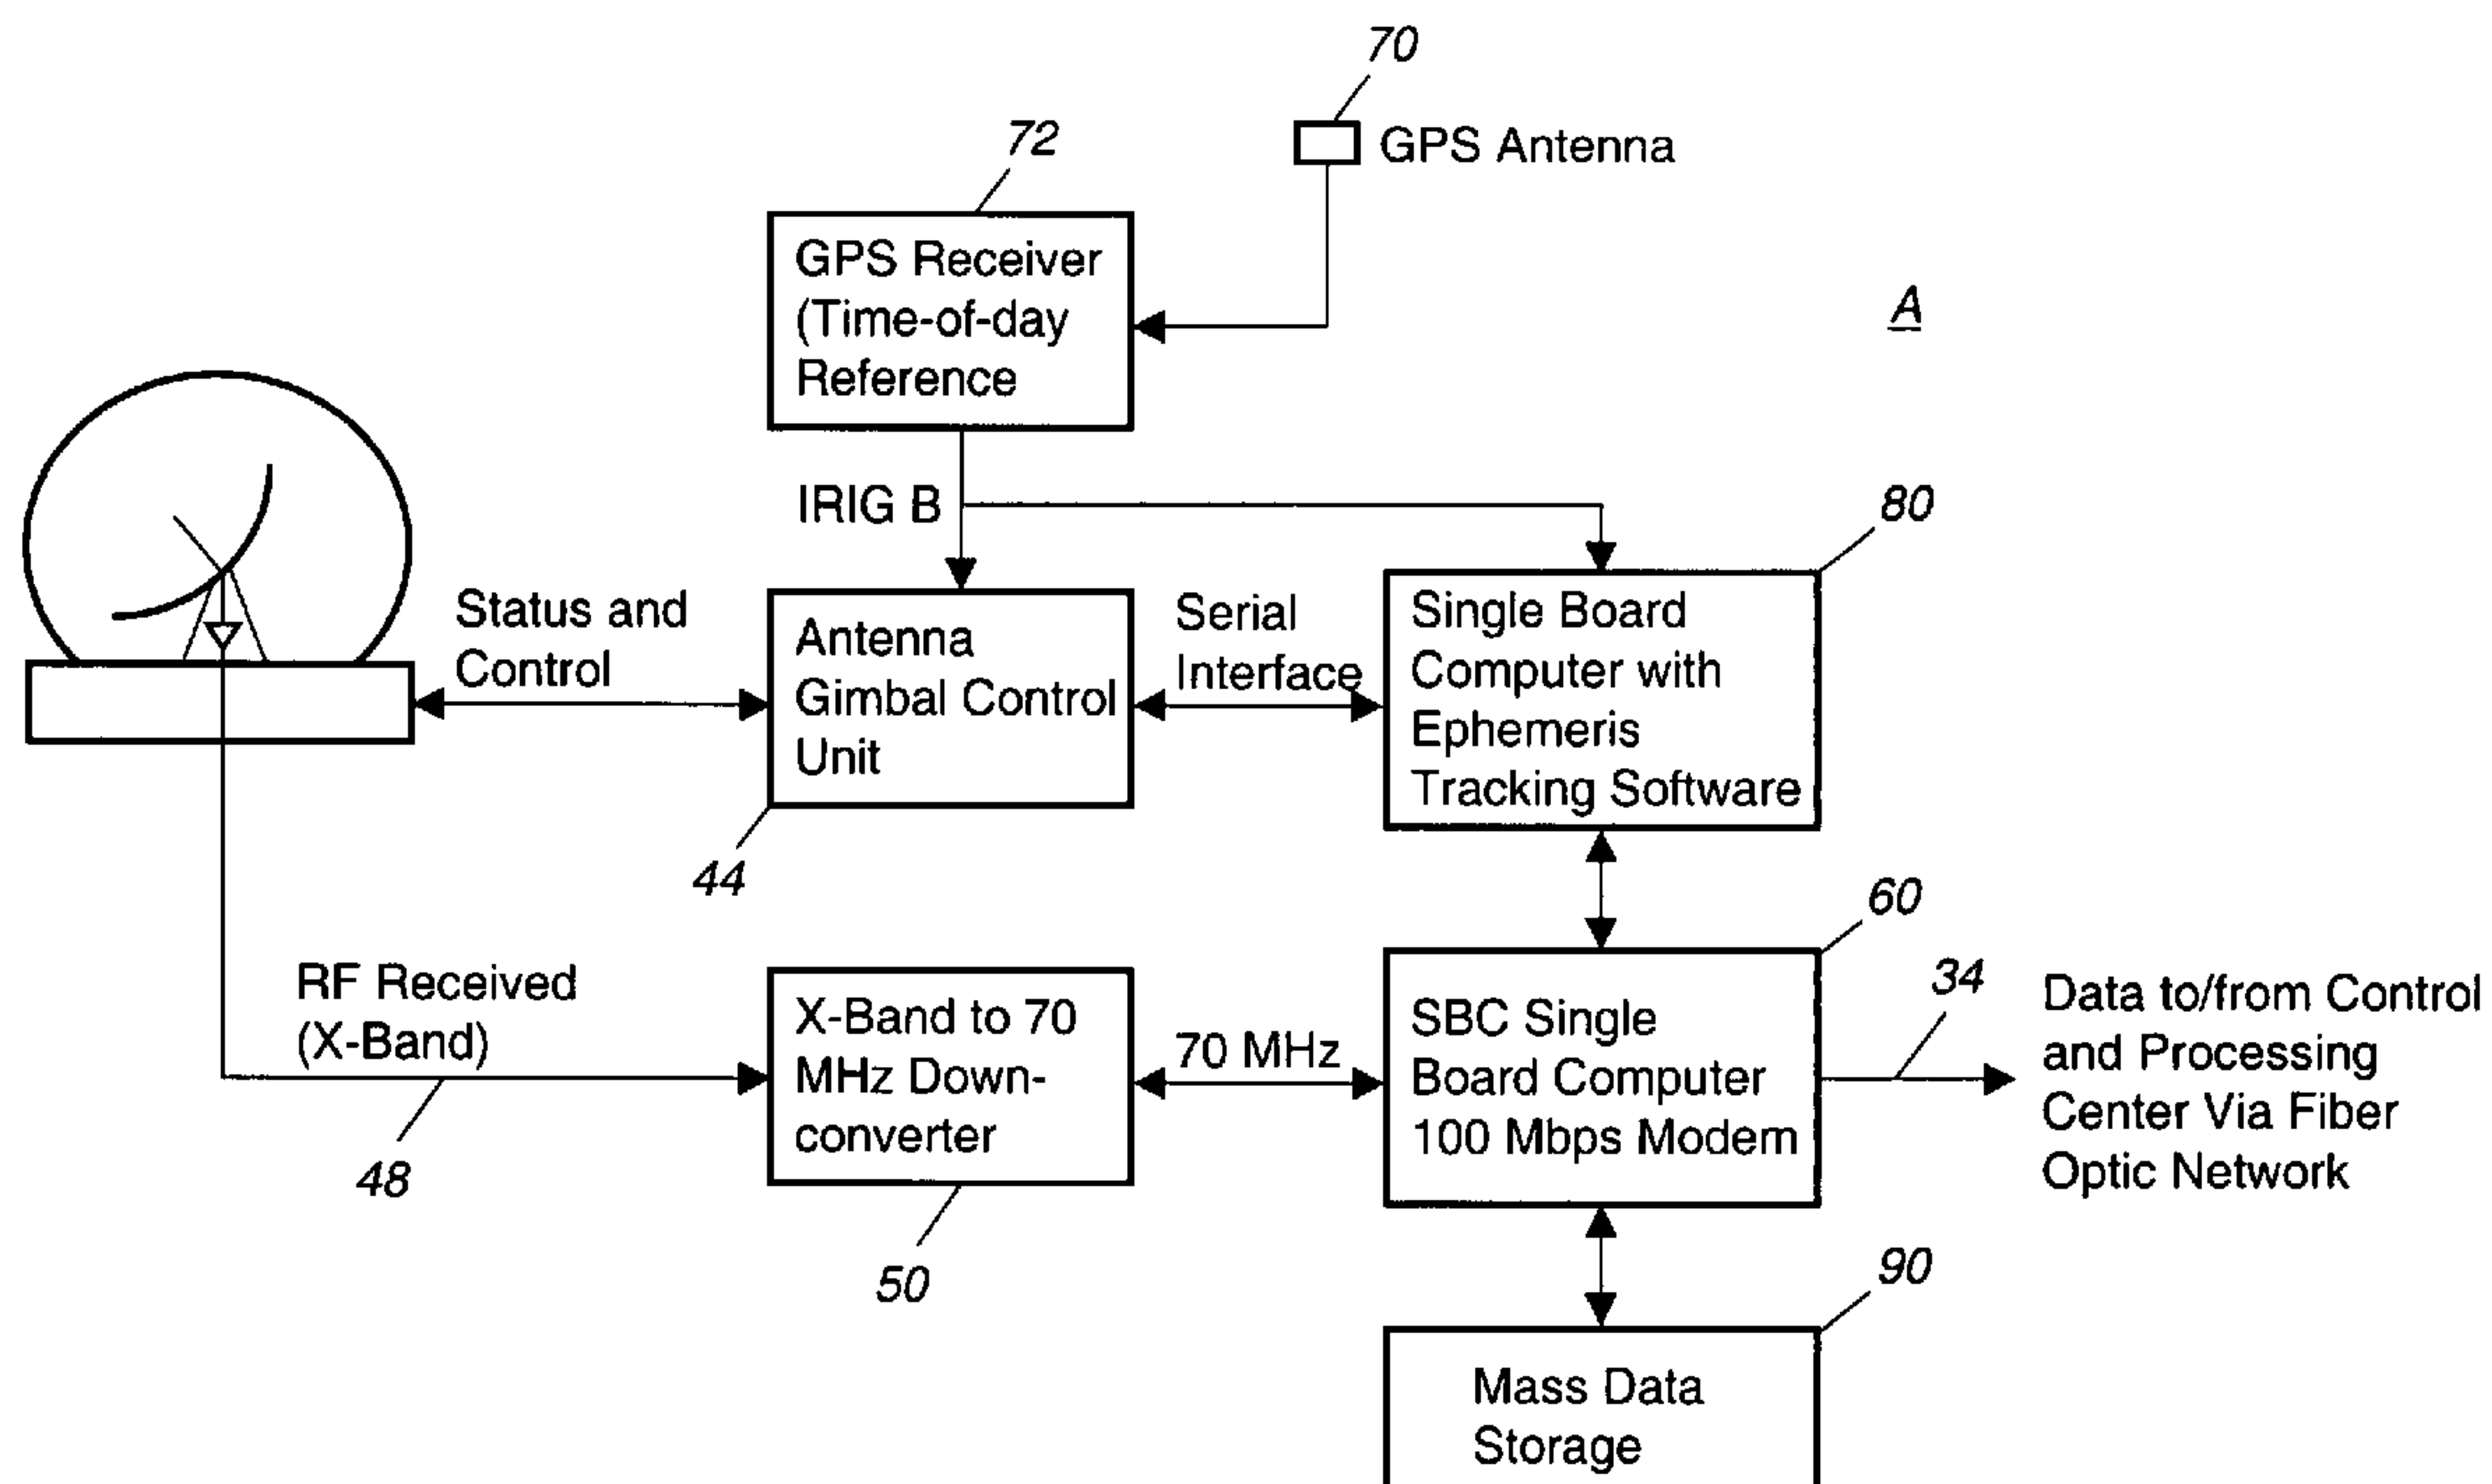 70
GPS Antenna
72
GPS Receiver
(Time-of-day
Reference
A
IRIG B
80
Status and
Control
Antenna
Gimbal Control
Unit
Serial
Interface
Single Board
Computer with
Ephemeris
Tracking Software
44
60
RF Received
(X-Band)
48
X-Band to 70
MHz Down-
converter
50
70 MHz
SBC Single
Board Computer
100 Mbps Modem
34
Data to/from Control
and Processing
Center Via Fiber
Optic Network
90
Mass Data
Storage